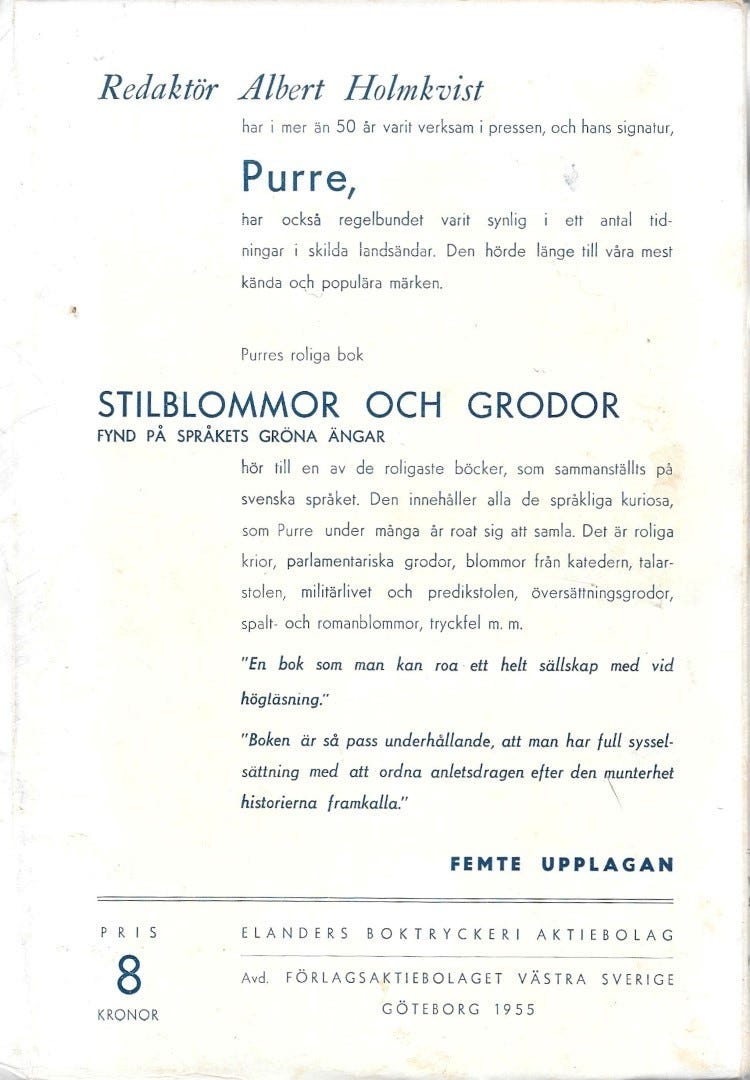 Redaktör Albert Holmkvist
har i mer än 50 år varit verksam i pressen, och hans signatur,
Purre,
har också regelbundet varit synlig i ett antal tid-
ningar i skilda landsändar. Den hörde länge till våra mest
kända och populära märken.
Purres roliga bok
STILBLOMMOR OCH GRODOR
FYND PÅ SPRÅKETS GRÖNA ÄNGAR
hör till en av de roligaste böcker, som sammanställts på
svenska språket. Den innehåller alla de språkliga kuriosa,
som Purre under många år roat sig att samla. Det är roliga
krior, parlamentariska grodor, blommor från katedern, talar-
stolen, militärlivet och predikstolen, översättningsgrodor,
spalt- och romanblommor, tryckfel m. m.
"En bok som man kan roa ett helt sällskap med vid
högläsning."
"Boken är så pass underhållande, att man har full syssel-
sättning med att ordna anletsdragen efter den munterhet
historierna framkalla."
FEMTE UPPLAGAN
PRIS
8
KRONOR
ELANDERS BOKTRYCKERI AKTIEBOLAG
Avd. FÖRLAGSAKTIEBOLAGET VÄSTRA SVERIGE
GÖTEBORG 1955